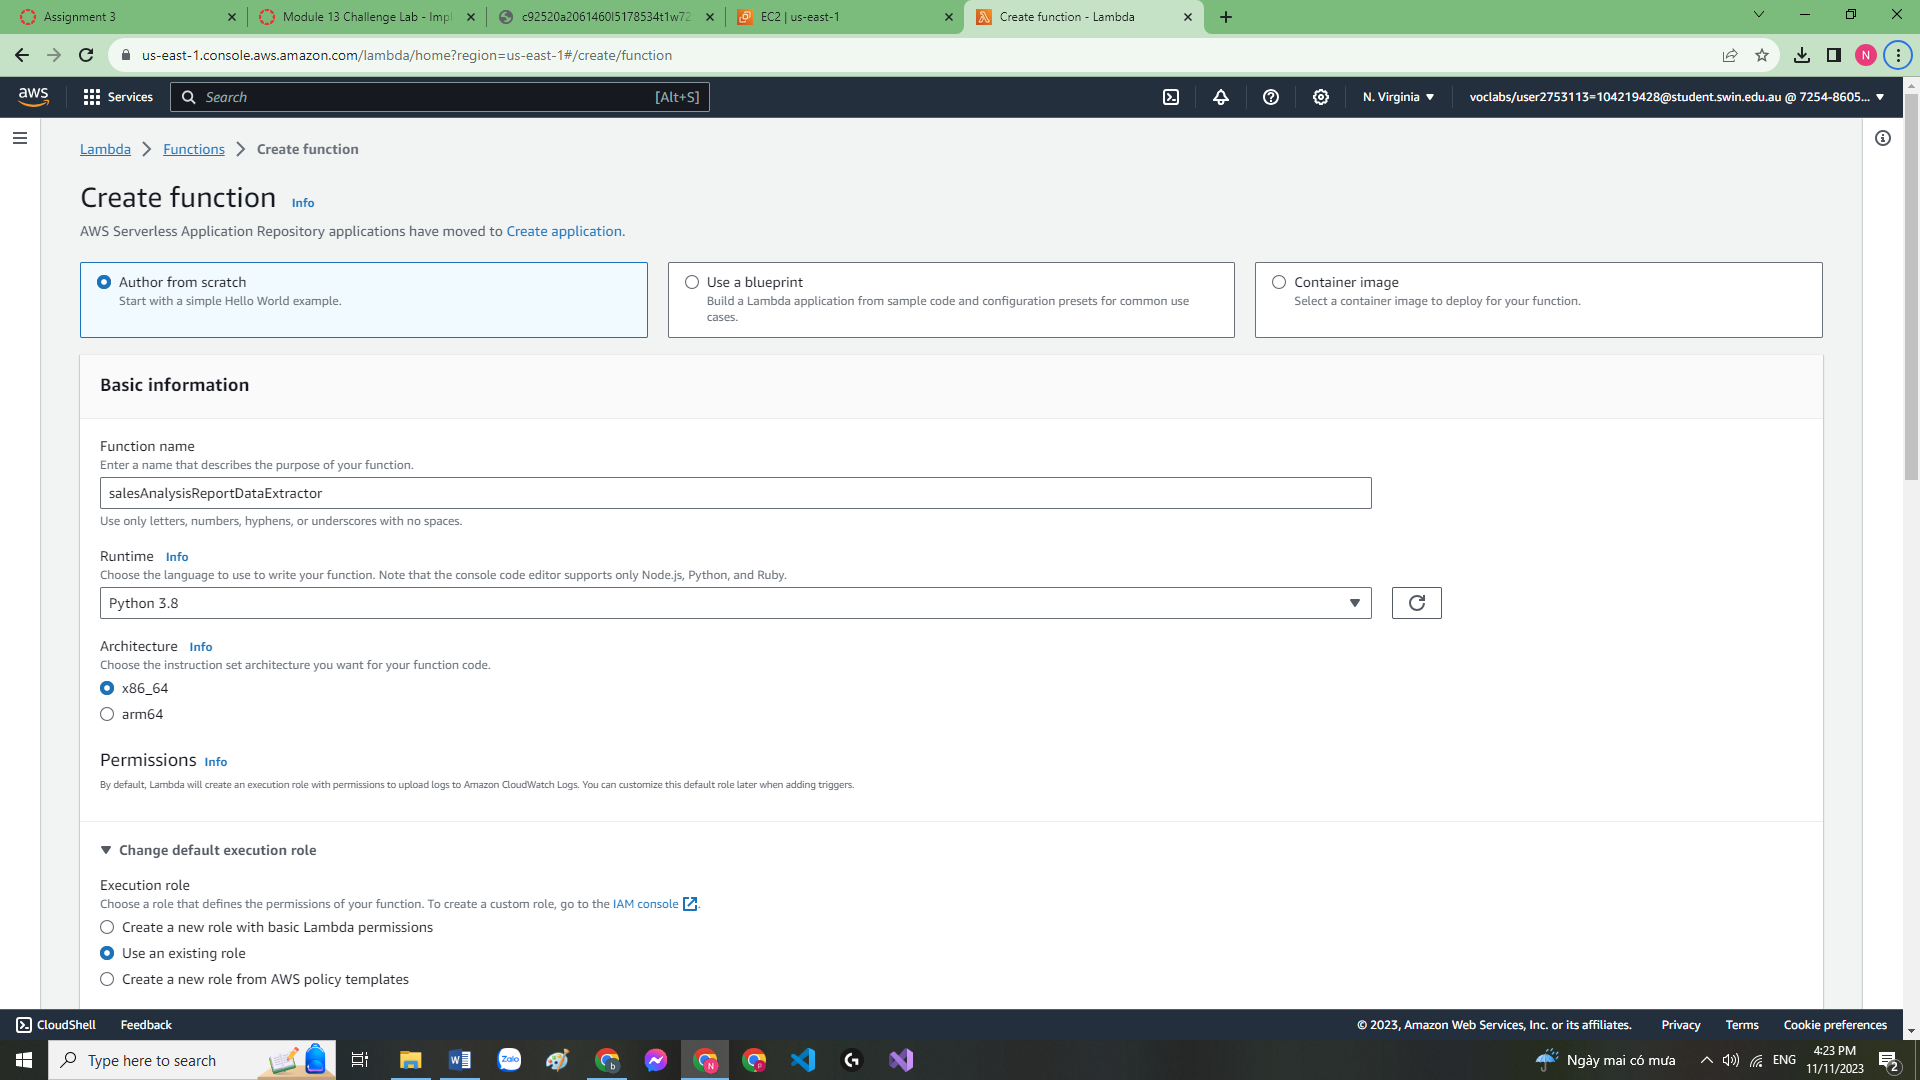 Assignment 3
Module 13 Challenge Lab - Impl
c92520a2061460l5178534t1w72
EC2 | us-east-1
Create function - Lambda
us-east-1.console.aws.amazon.com/lambda/home?region=us-east-1#/create/function
N
aws
Services
Search
[Alt+S]
N. Virginia
voclabs/user2753113=104219428@student.swin.edu.au @ 7254-8605...
Lambda
Functions
Create function
Create function
Info
AWS Serverless Application Repository applications have moved to Create application.
Author from scratch
Start with a simple Hello World example.
Use a blueprint
Build a Lambda application from sample code and configuration presets for common use
cases.
Container image
Select a container image to deploy for your function.
Basic information
Function name
Enter a name that describes the purpose of your function.
salesAnalysisReportDataExtractor
Use only letters, numbers, hyphens, or underscores with no spaces.
Runtime Info
Choose the language to use to write your function. Note that the console code editor supports only Node.js, Python, and Ruby.
Python 3.8
Architecture Info
Choose the instruction set architecture you want for your function code.
x86_64
arm64
Permissions Info
By default, Lambda will create an execution role with permissions to upload logs to Amazon CloudWatch Logs. You can customize this default role later when adding triggers.
Change default execution role
Execution role
Choose a role that defines the permissions of your function. To create a custom role, go to the IAM console.
Create a new role with basic Lambda permissions
Use an existing role
Create a new role from AWS policy templates
CloudShell
Feedback
© 2023, Amazon Web Services, Inc. or its affiliates.
Privacy
Terms
Cookie preferences
Type here to search
Zalo
Ngày mai có mưa
ENG
4:23 PM
11/11/2023
2